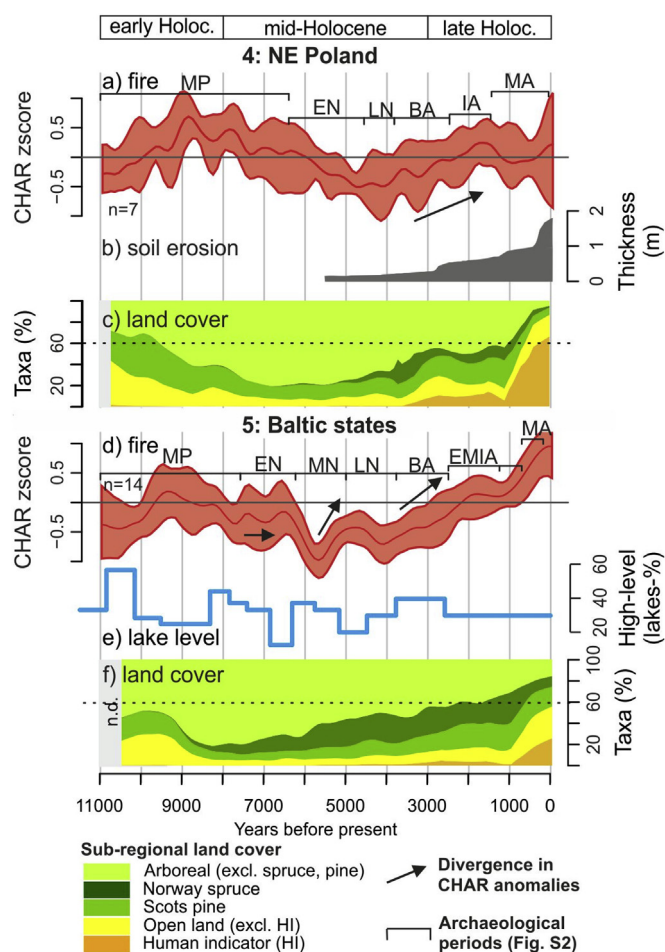 early Holoc. mid-Holocene late Holoc.
4: NE Poland
a) fire
MP
EN LN BA IA MA
CHAR zscore
0.5
−0.5
n=7
b) soil erosion
2
1
0
Thickness (m)
c) land cover
Taxa (%)
60
20
5: Baltic states
d) fire
MP EN MN LN BA EMIA MA
n=14
CHAR zscore
0.5
−0.5
60
40
20
High-level (lakes-%)
e) lake level
f) land cover
n.d.
100
60
20
Taxa (%)
11000 9000 7000 5000 3000 1000 0
Years before present
Sub-regional land cover
Arboreal (excl. spruce, pine)
Norway spruce
Scots pine
Open land (excl. HI)
Human indicator (HI)
Divergence in
CHAR anomalies
Archaeological
periods (Fig. S2)